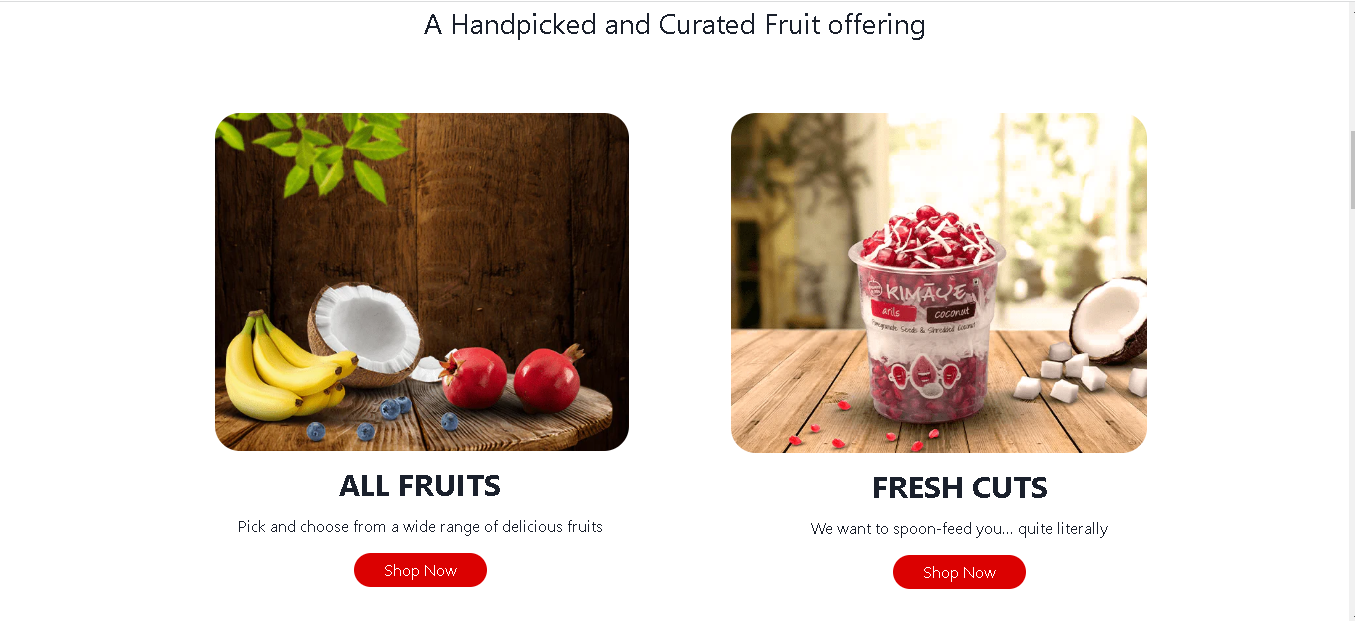 A Handpicked and Curated Fruit offering
KIMAYE
arils
coconut
Pomegranate Seeds & Shredded Coconut
ALL FRUITS
Pick and choose from a wide range of delicious fruits
Shop Now
FRESH CUTS
We want to spoon-feed you... quite literally
Shop Now